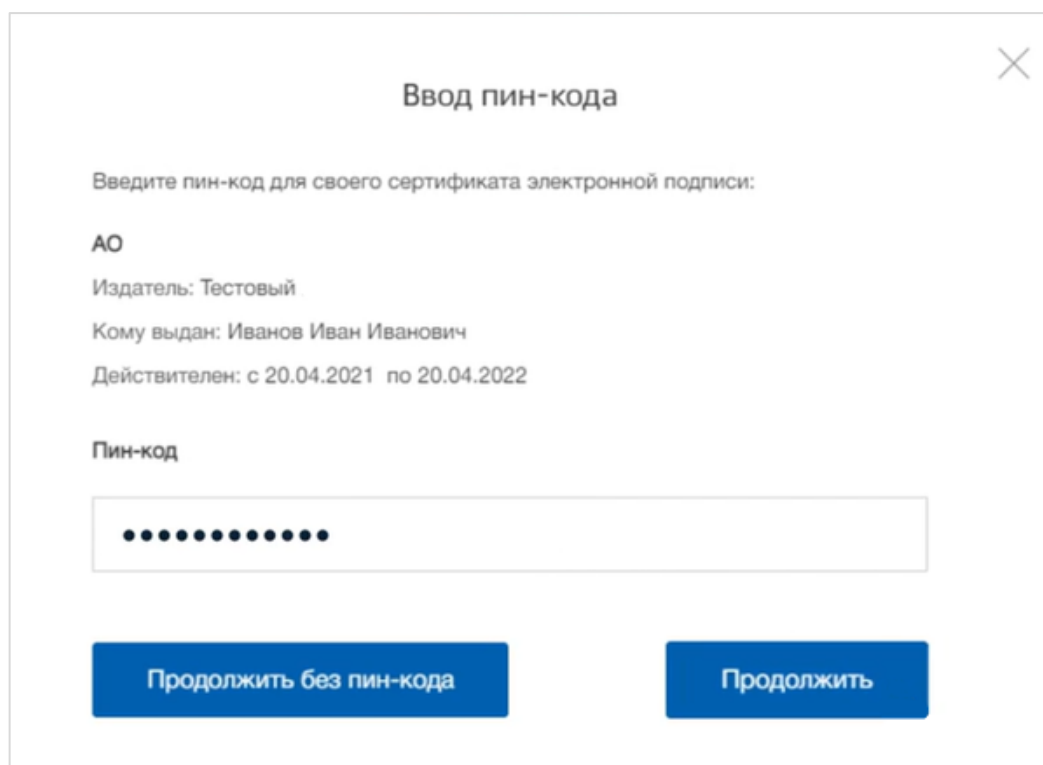 Ввод пин-кода
Введите пин-код для своего сертификата электронной подписи:
АО
Издатель: Тестовый
Кому выдан: Иванов Иван Иванович
Действителен: с 20.04.2021 по 20.04.2022
Пин-код
••••••••••••
Продолжить без пин-кода
Продолжить